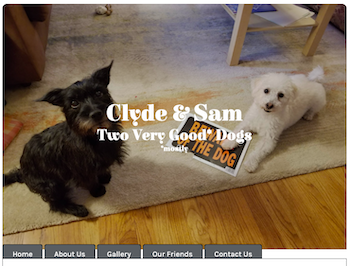 Clyde & Sam
Two Very Good* Dogs
*mostly
THE DOG
Home
About Us
Gallery
Our Friends
Contact Us